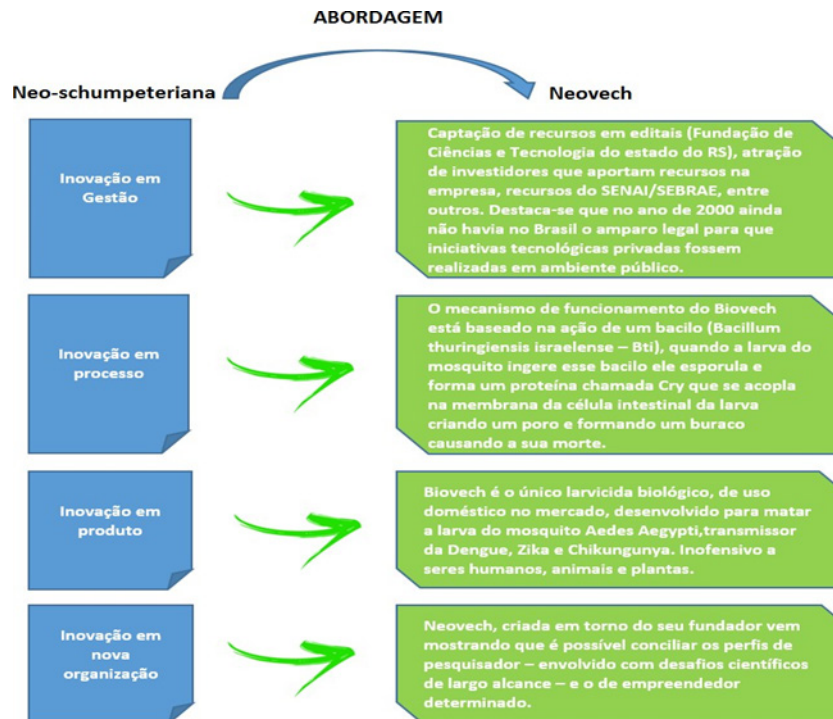 ABORDAGEM
Neo-schumpeteriana
Neovech
Inovação em
Gestão
Captação de recursos em editais (Fundação de
Ciências e Tecnologia do estado do RS), atração
de investidores que aportam recursos na
empresa, recursos do SENAI/SEBRAE, entre
outros. Destaca-se que no ano de 2000 ainda
não havia no Brasil o amparo legal para que
iniciativas tecnológicas privadas fossem
realizadas em ambiente público.
Inovação em
processo
O mecanismo de funcionamento do Biovech
está baseado na ação de um bacilo (Bacillum
thuringiensis israelense – Bti), quando a larva do
mosquito ingere esse bacilo ele esporula e
forma um proteína chamada Cry que se acopla
na membrana da célula intestinal da larva
criando um poro e formando um buraco
causando a sua morte.
Inovação em
produto
Biovech é o único larvicida biológico, de uso
doméstico no mercado, desenvolvido para matar
a larva do mosquito Aedes Aegypti,transmissor
da Dengue, Zika e Chikungunya. Inofensivo a
seres humanos, animais e plantas.
Inovação em
nova
organização
Neovech, criada em torno do seu fundador vem
mostrando que é possível conciliar os perfis de
pesquisador – envolvido com desafios científicos
de largo alcance – e o de empreendedor
determinado.